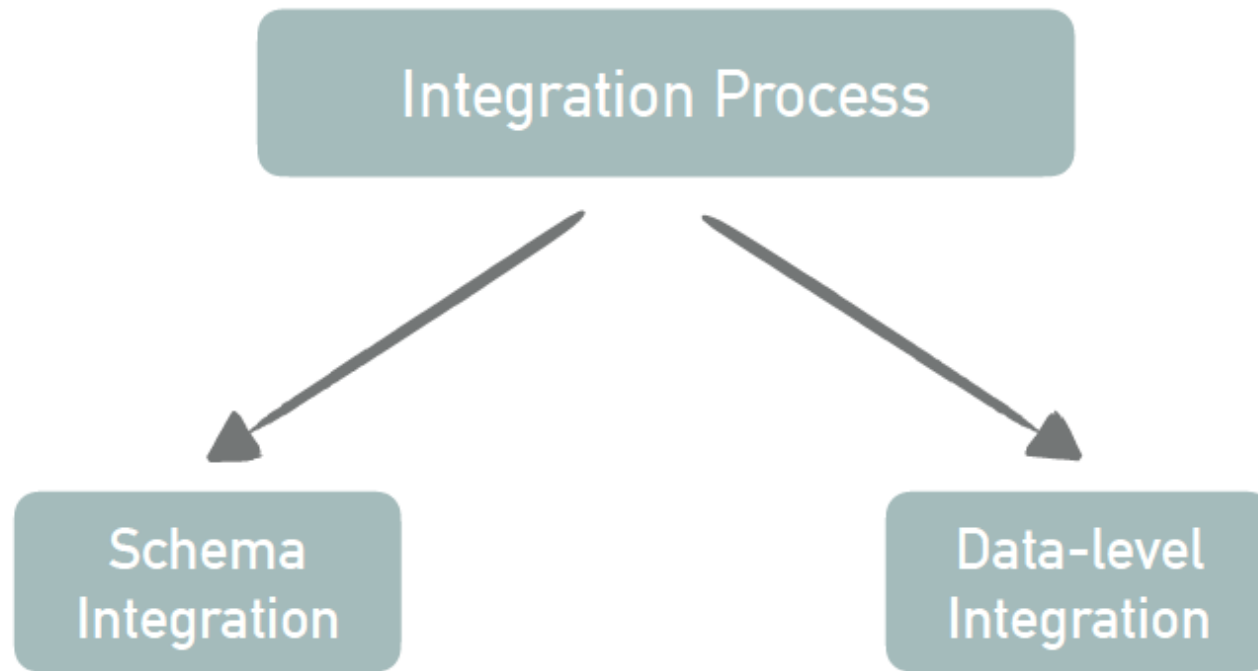 Integration Process
Schema
Integration
Data-level
Integration